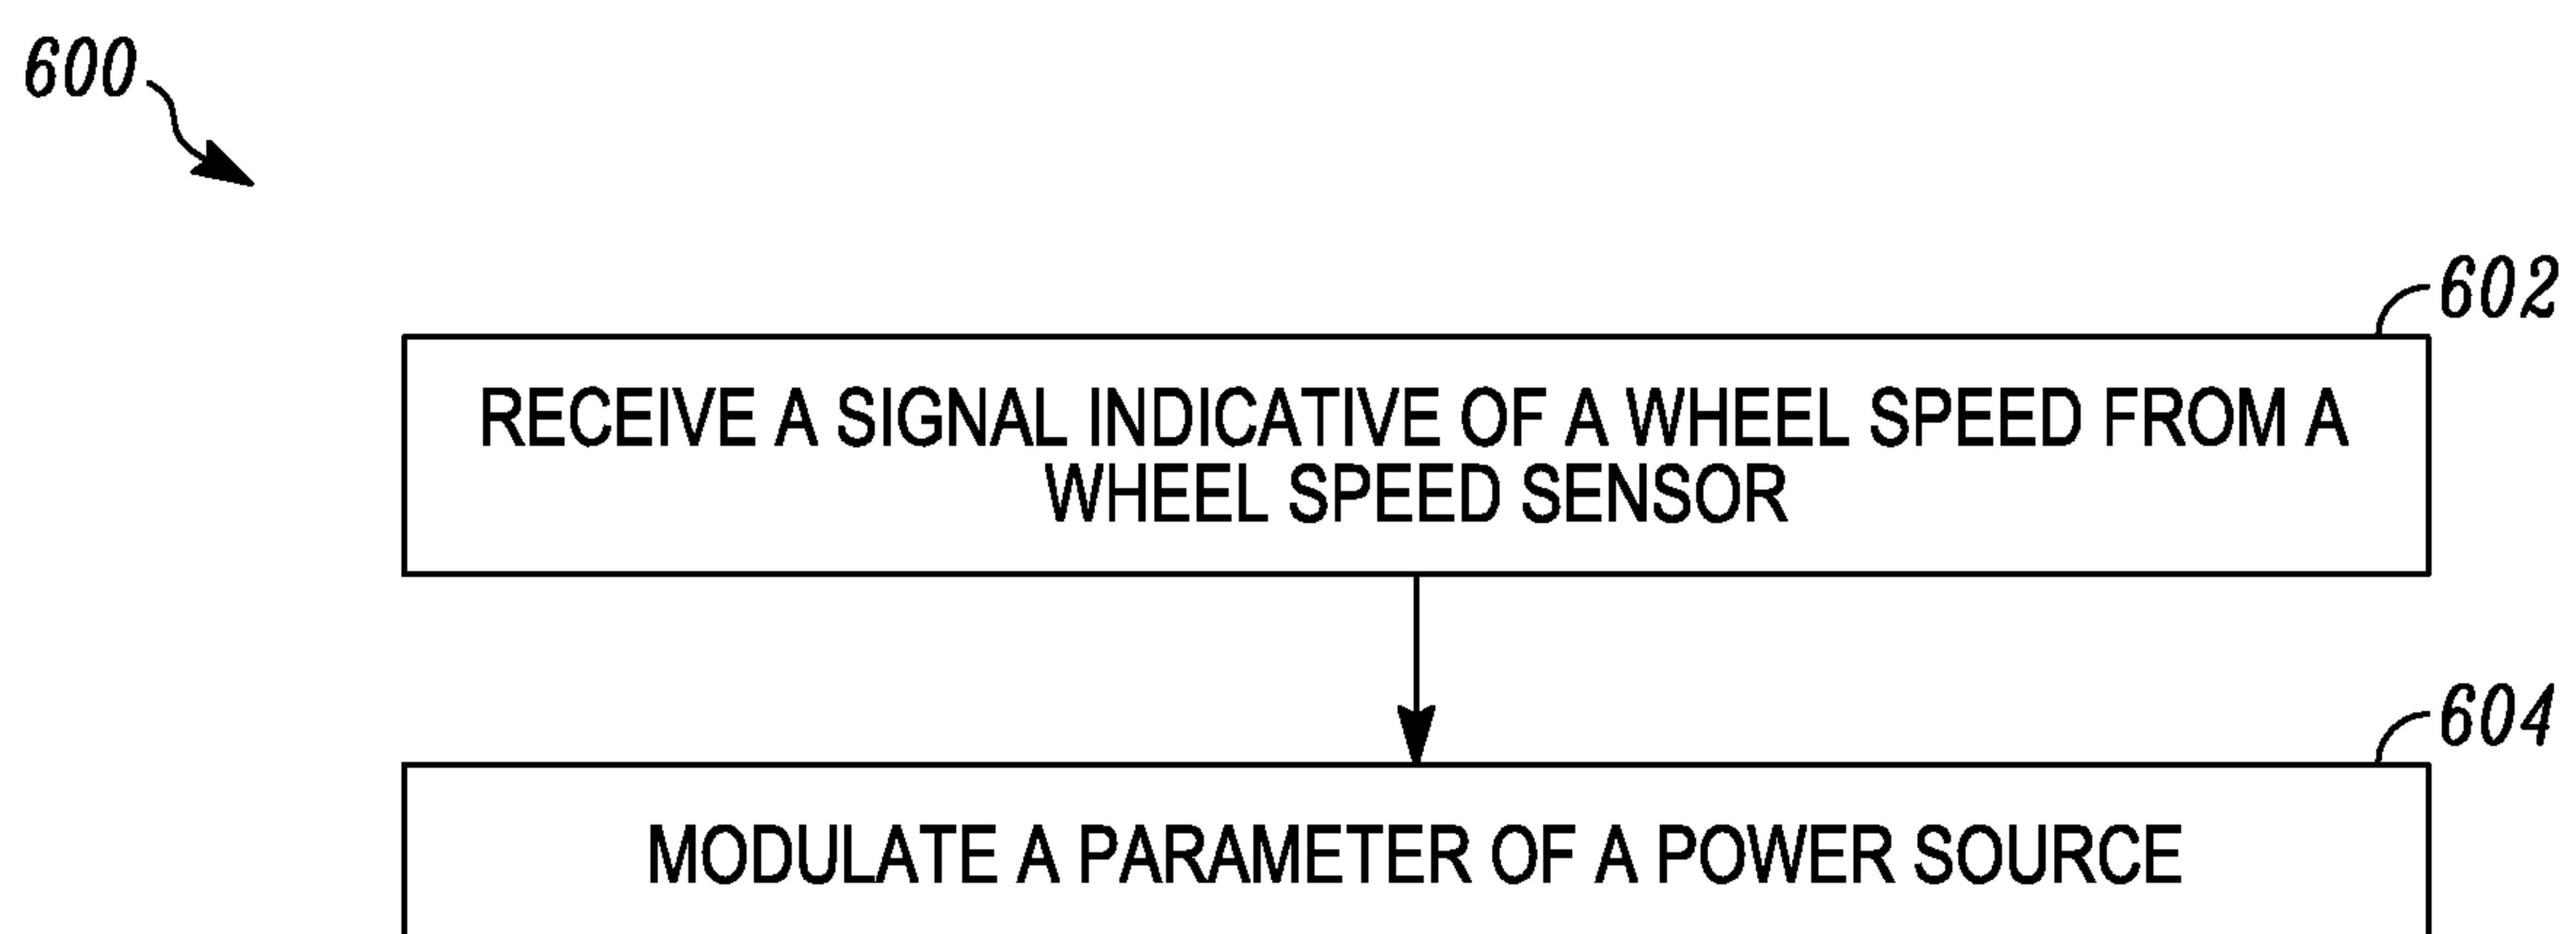 600
602
RECEIVE A SIGNAL INDICATIVE OF A WHEEL SPEED FROM A
WHEEL SPEED SENSOR
604
MODULATE A PARAMETER OF A POWER SOURCE